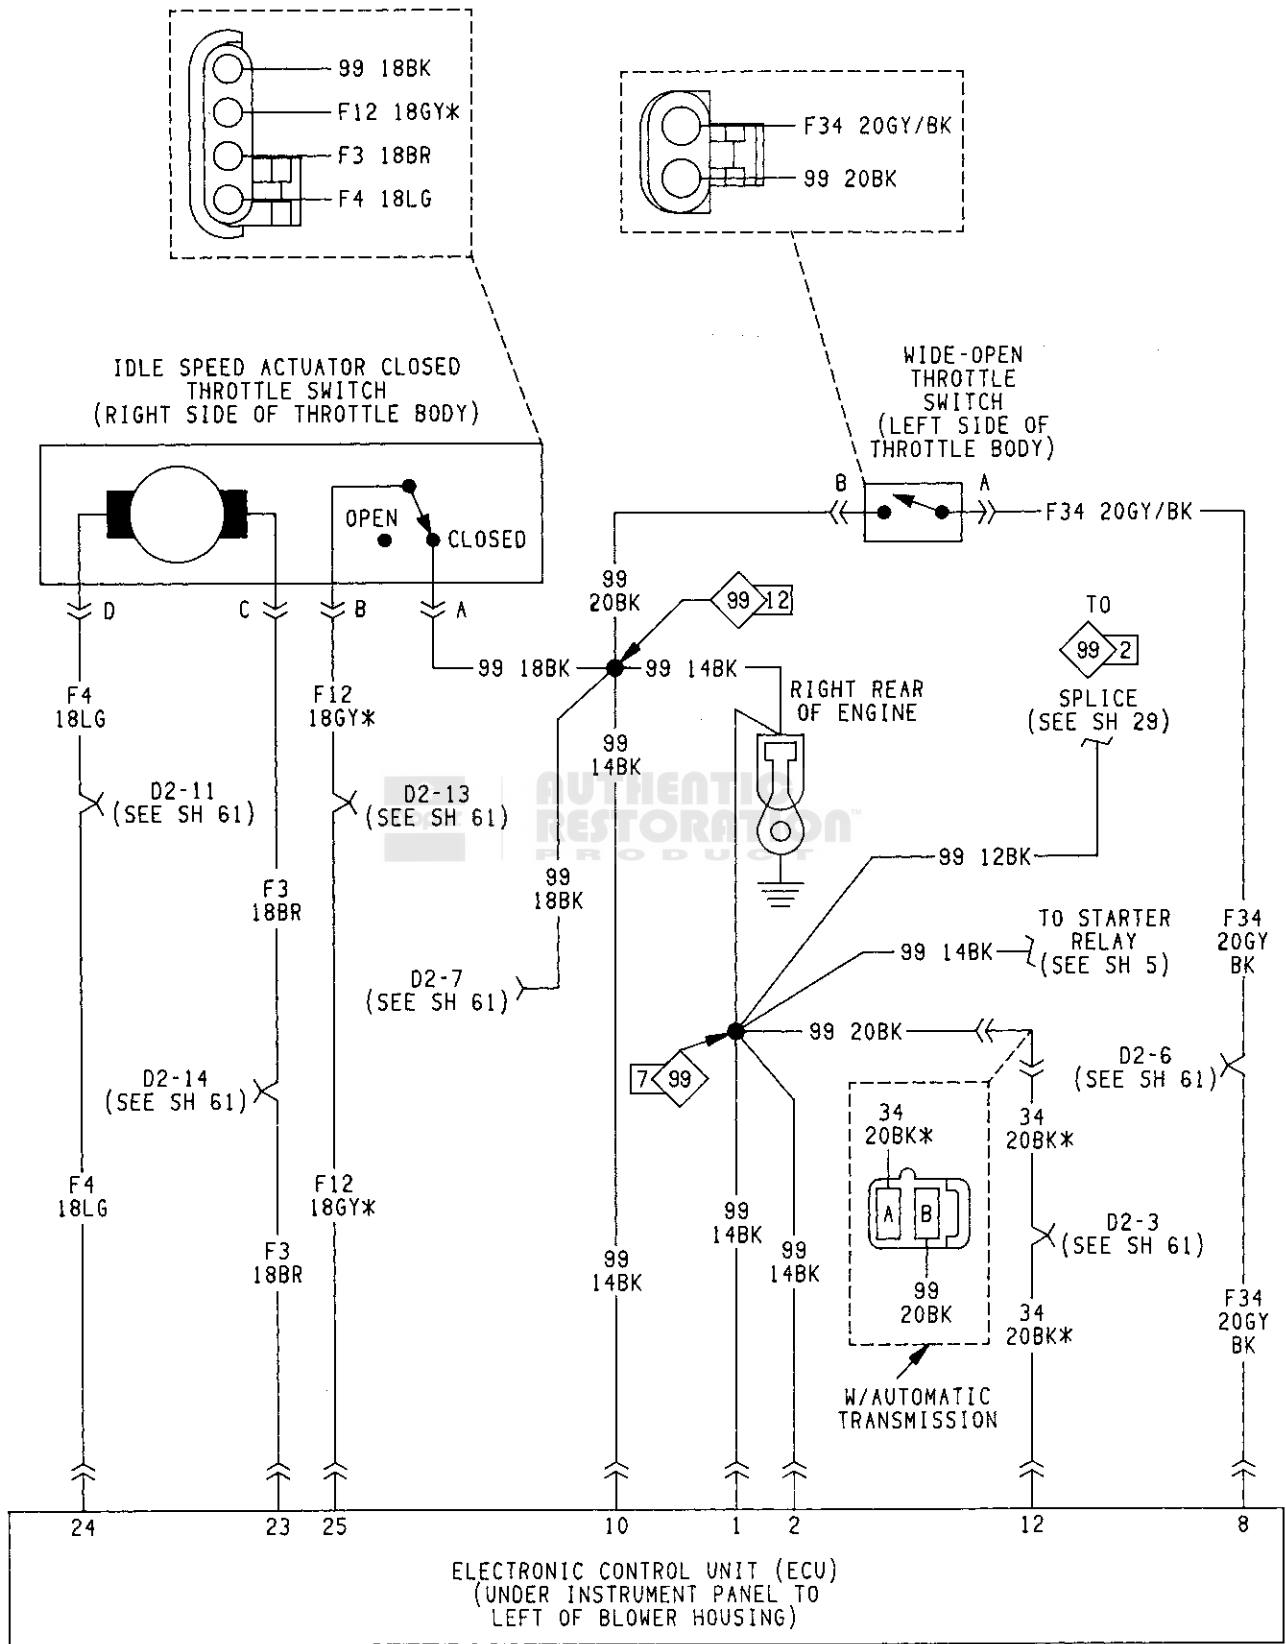 99 18BK
F12 18GY*
F3 18BR
F4 18LG
F34 20GY/BK
99 20BK
IDLE SPEED ACTUATOR CLOSED
THROTTLE SWITCH
(RIGHT SIDE OF THROTTLE BODY)
WIDE-OPEN
THROTTLE
SWITCH
(LEFT SIDE OF
THROTTLE BODY)
OPEN
CLOSED
B
A
F34 20GY/BK
D
C
B
A
99
20BK
99 12
TO
99 2
SPLICE
(SEE SH 29)
99 18BK
99 14BK
RIGHT REAR
OF ENGINE
F4
18LG
F12
18GY*
99
14BK
D2-11
(SEE SH 61)
D2-13
(SEE SH 61)
AUTHENTIC
RESTORATION™
PRODUCT
99 12BK
F3
18BR
99
18BK
TO STARTER
RELAY
(SEE SH 5)
99 14BK
F34
20GY
BK
D2-7
(SEE SH 61)
99 20BK
7 99
D2-14
(SEE SH 61)
D2-6
(SEE SH 61)
34
20BK*
34
20BK*
A
B
99
20BK
F4
18LG
F12
18GY*
99
14BK
D2-3
(SEE SH 61)
F3
18BR
99
14BK
99
14BK
34
20BK*
F34
20GY
BK
W/AUTOMATIC
TRANSMISSION
24
23
25
10
1
2
12
8
ELECTRONIC CONTROL UNIT (ECU)
(UNDER INSTRUMENT PANEL TO
LEFT OF BLOWER HOUSING)